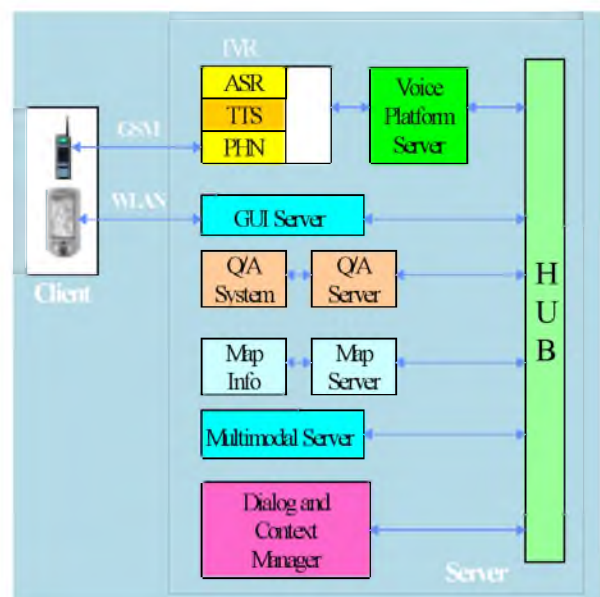 IVR
ASR
TTS
PHN
Voice
Platform
Server
GSM
WLAN
GUI Server
Client
Q/A
System
Q/A
Server
H
U
B
Map
Info
Map
Server
Multimodal Server
Dialog and
Context
Manager
Server